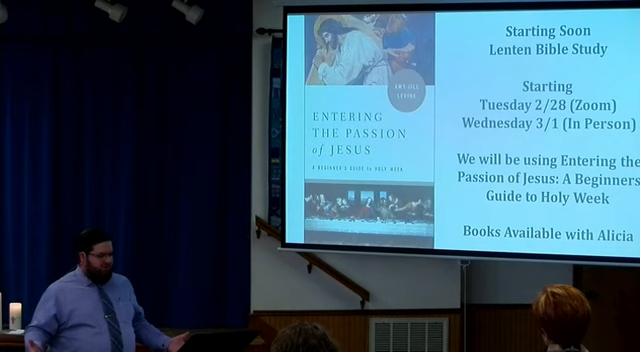 AMY-JILL
LEVINE
ENTERING
THE PASSION
of JESUS
A BEGINNER'S GUIDE TO HOLY WEEK
Starting Soon
Lenten Bible Study
Starting
Tuesday 2/28 (Zoom)
Wednesday 3/1 (In Person)
We will be using Entering the
Passion of Jesus: A Beginners
Guide to Holy Week
Books Available with Alicia